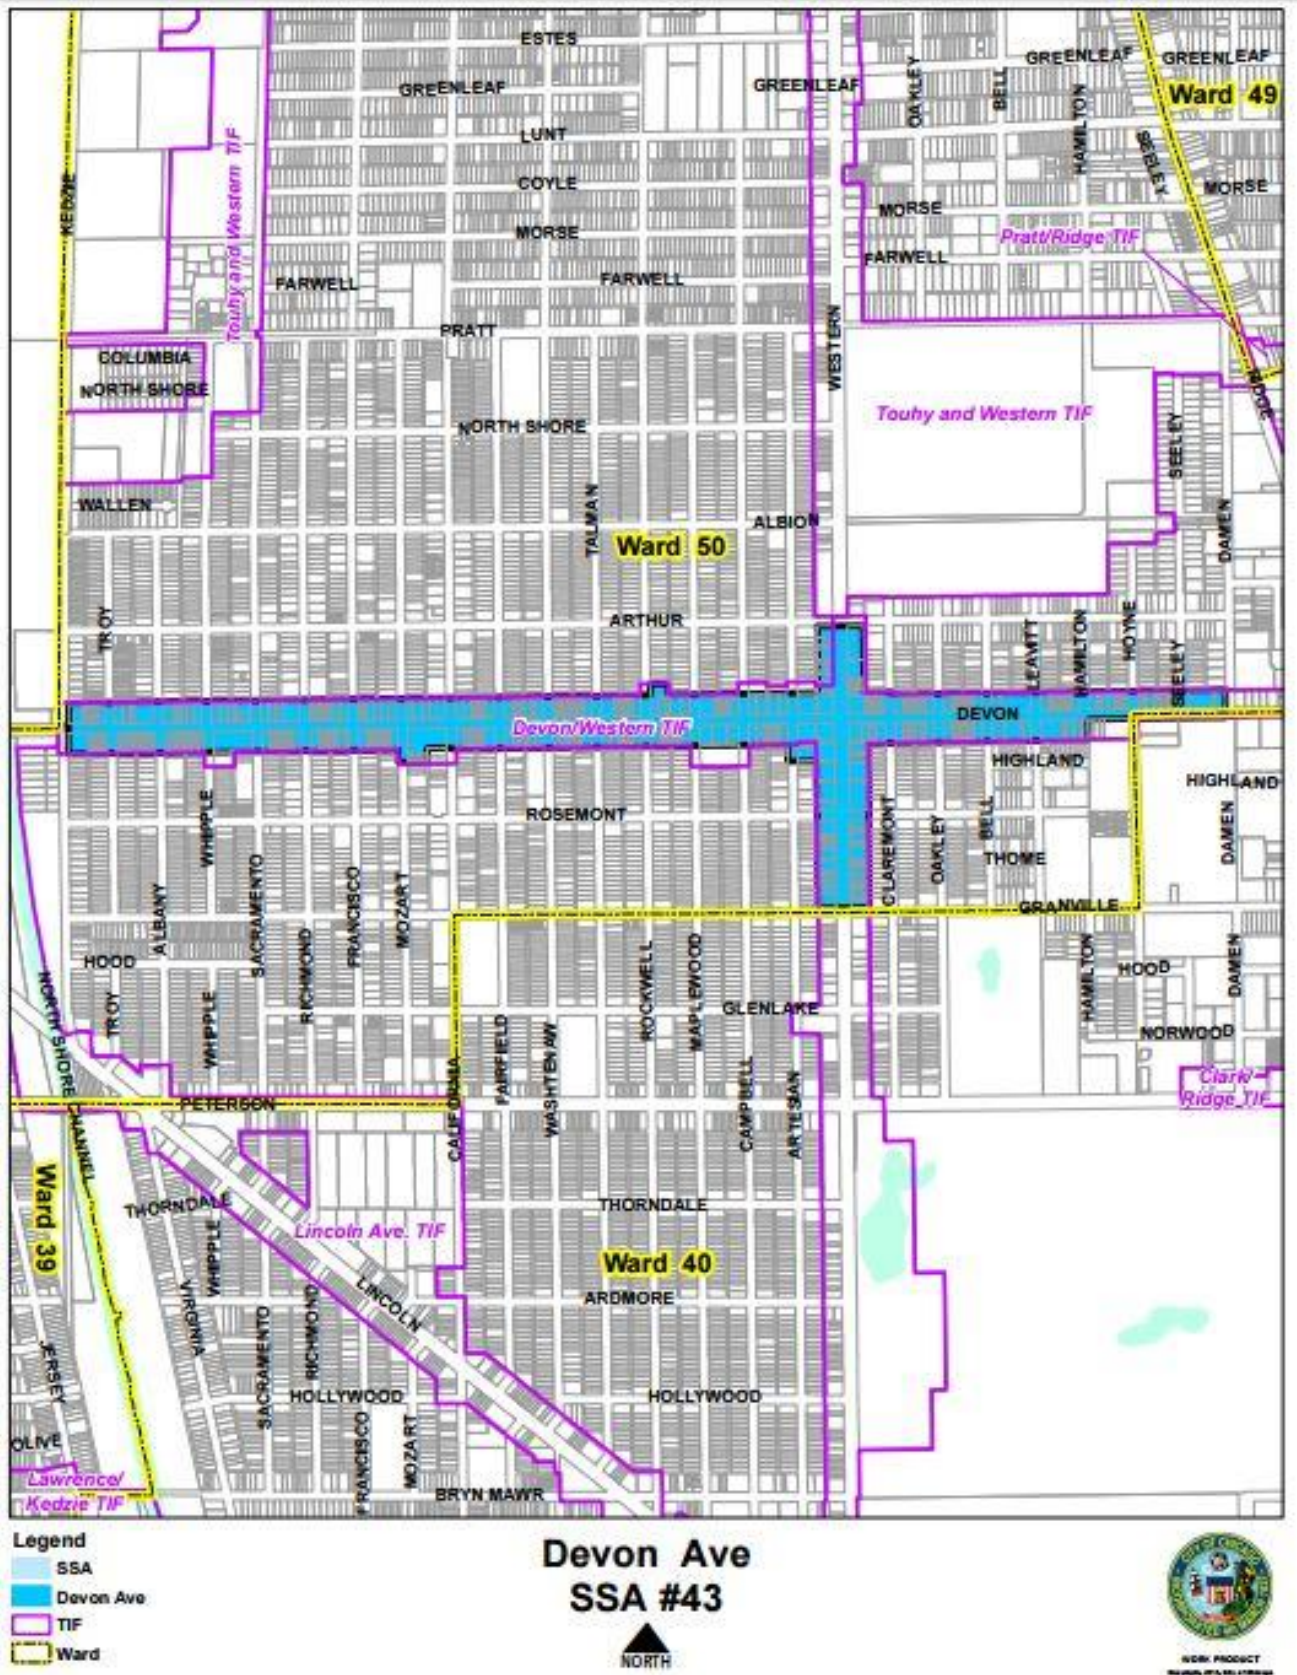 ESTES
GREENLEAF
GREENLEAF
OAKLEY
BELL
GREENLEAF
GREENLEAF
Ward 49
HAMILTON
LUNT
SEELEY
COYLE
KEDZIE
Touhy and Western TIF
MORSE
MORSE
MORSE
Pratt/Ridge TIF
FARWELL
FARWELL
FARWELL
PRATT
WESTERN
COLUMBIA
NORTH SHORE
RIDGE
Touhy and Western TIF
NORTH SHORE
SEELEY
WALLEN
TALMAN
ALBION
DAMEN
Ward 50
TROY
ARTHUR
LEAVITT
HAMILTON
HOYNE
SEELEY
Devon/Western TIF
DEVON
HIGHLAND
HIGHLAND
ROSEMONT
WHIPPLE
CLAREMONT
OAKLEY
BELL
DAMEN
THOME
ALBANY
SACRAMENTO
FRANCISCO
MOZART
GRANVILLE
HOOD
RICHMOND
ROCKWELL
MAPLEWOOD
HAMILTON
HOOD
DAMEN
NORTH SHORE CHANNEL
TROY
WHIPPLE
GLENLAKE
NORWOOD
FAIRFIELD
WASHTENAW
CALIFORNIA
CAMPBELL
ARTESIAN
Clark/
Ridge TIF
PETERSON
Ward 39
THORNDALE
THORNDALE
WHIPPLE
Lincoln Ave. TIF
Ward 40
VIRGINIA
LINCOLN
ARDMORE
SACRAMENTO
RICHMOND
JERSEY
HOLLYWOOD
HOLLYWOOD
FRANCISCO
MOZART
OLIVE
Lawrence/
Kedzie TIF
BRYN MAWR
Legend
SSA
Devon Ave
TIF
Ward
Devon Ave
SSA #43
NORTH
CITY OF CHICAGO
WORK PRODUCT